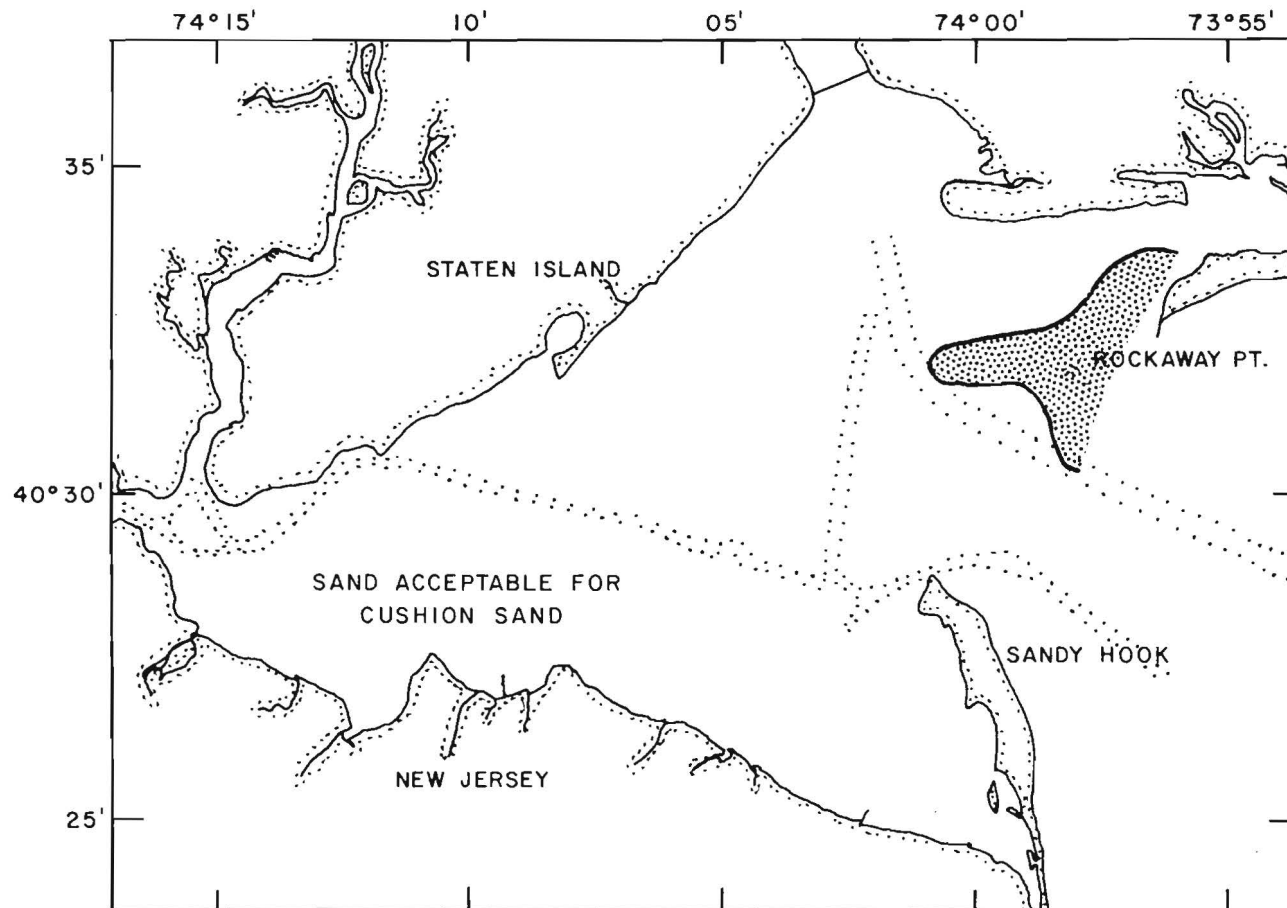 74°15' 10' 05' 74°00' 73°55'
35'
STATEN ISLAND
ROCKAWAY PT.
40°30'
SAND ACCEPTABLE FOR
CUSHION SAND
SANDY HOOK
NEW JERSEY
25'